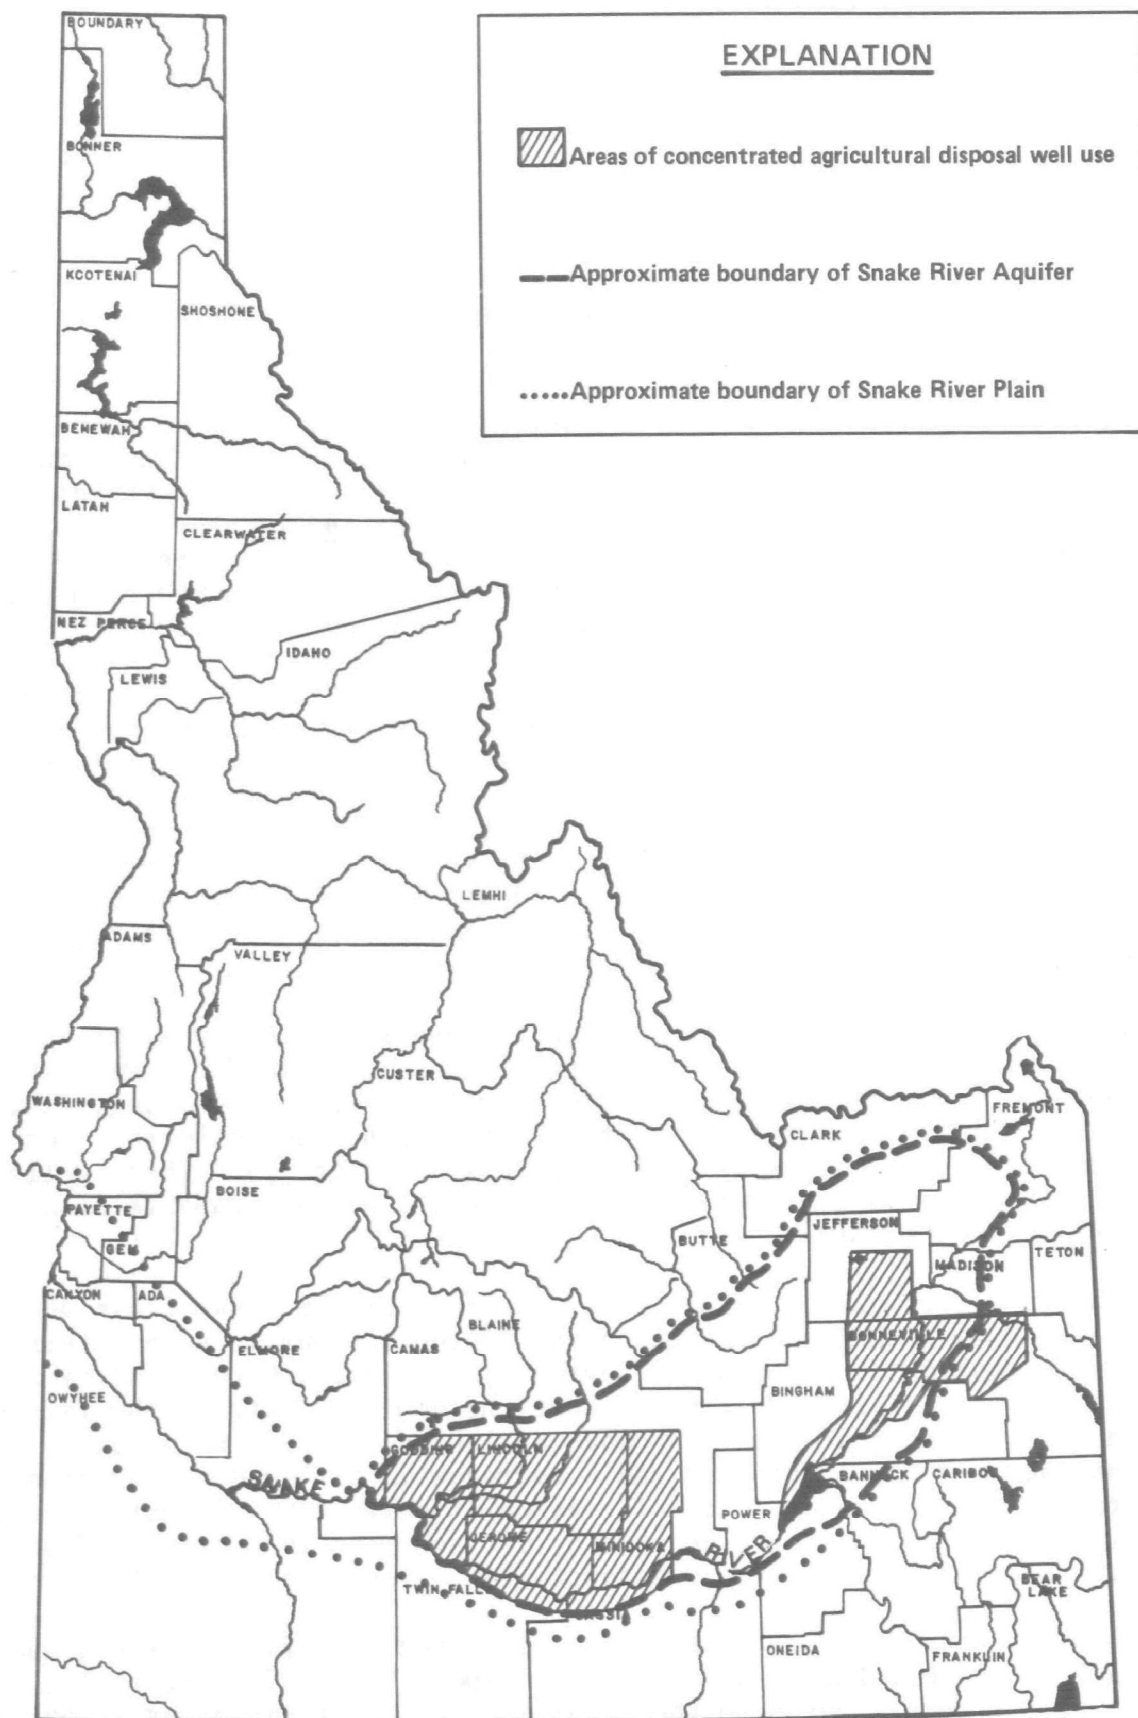 BOUNDARY
EXPLANATION
BONNER
Areas of concentrated agricultural disposal well use
KOOTENAI
Approximate boundary of Snake River Aquifer
SHOSHONE
Approximate boundary of Snake River Plain
BENEWAH
LATAH
CLEARWATER
NEZ PERCE
IDAHO
LEWIS
LEMHI
ADAMS
VALLEY
CUSTER
WASHINGTON
FREMONT
CLARK
BOISE
PAYETTE
JEFFERSON
GEM
BUTTE
MADISON
TETON
CANYON
ADA
BLAINE
ELMORE
CAMAS
BONNEVILLE
OWYHEE
BINGHAM
GOODING
LINCOLN
SNAKE
BANNOCK
CARIBOU
POWER
JEROME
MINIDOKA
RIVER
TWIN FALLS
BEAR
LAKE
CASSIA
ONEIDA
FRANKLIN